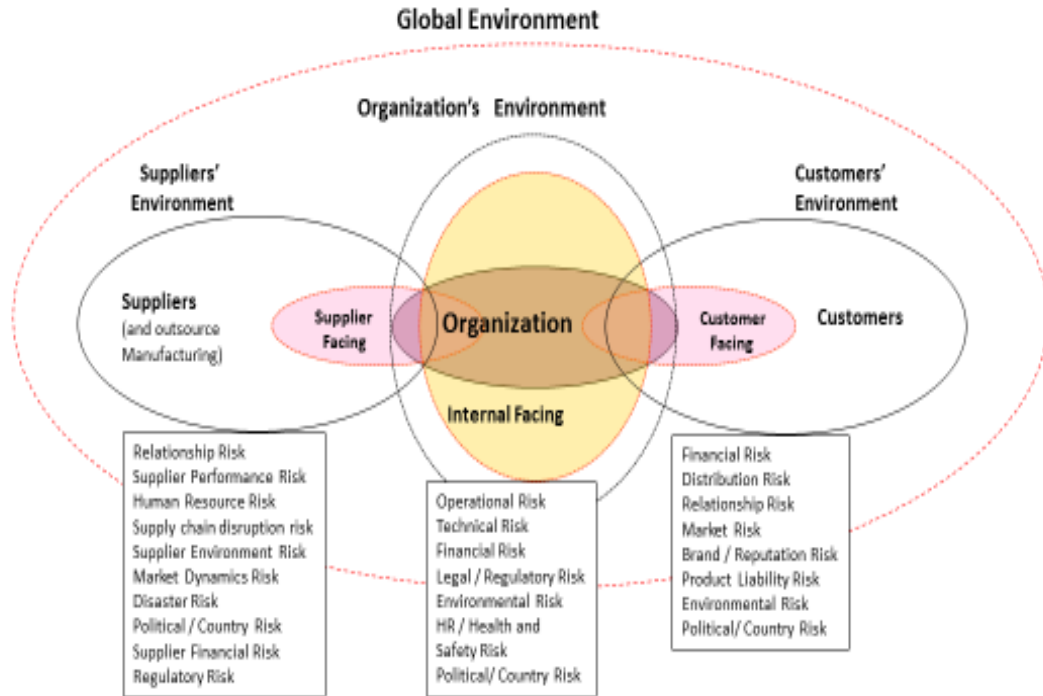 Global Environment
Organization's Environment
Suppliers'
Environment
Customers'
Environment
Suppliers
(and outsource
Manufacturing)
Supplier
Facing
Organization
Customer
Facing
Customers
Internal Facing
Relationship Risk
Supplier Performance Risk
Human Resource Risk
Supply chain disruption risk
Supplier Environment Risk
Market Dynamics Risk
Disaster Risk
Political / Country Risk
Supplier Financial Risk
Regulatory Risk
Operational Risk
Technical Risk
Financial Risk
Legal / Regulatory Risk
Environmental Risk
HR / Health and
Safety Risk
Political/ Country Risk
Financial Risk
Distribution Risk
Relationship Risk
Market Risk
Brand / Reputation Risk
Product Liability Risk
Environmental Risk
Political/ Country Risk